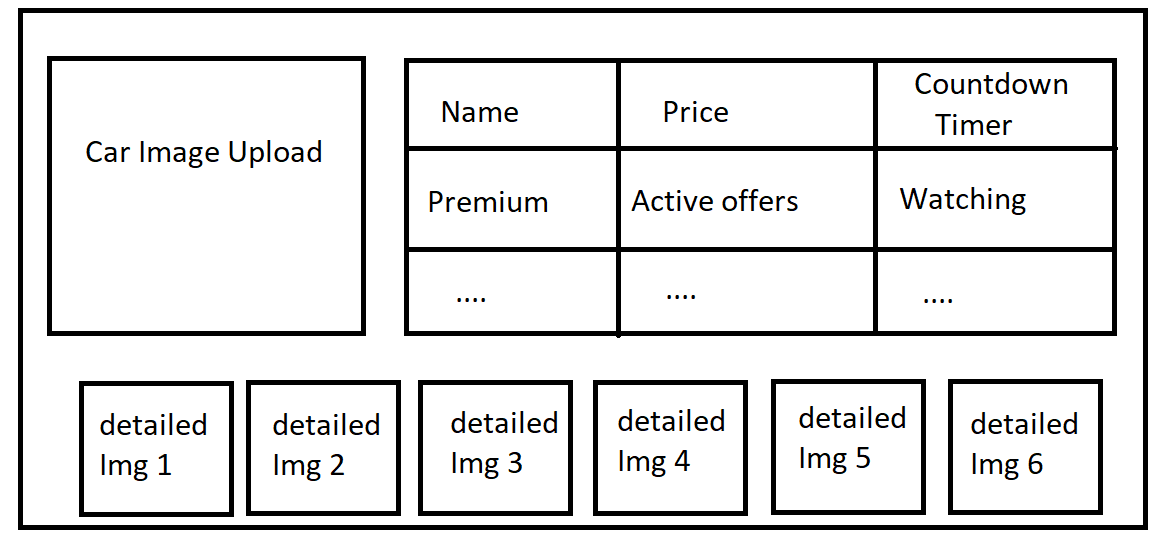 Car Image Upload
Name
Price
Countdown
Timer
Premium
Active offers
Watching
....
....
....
detailed
Img 1
detailed
Img 2
detailed
Img 3
detailed
Img 4
detailed
Img 5
detailed
Img 6